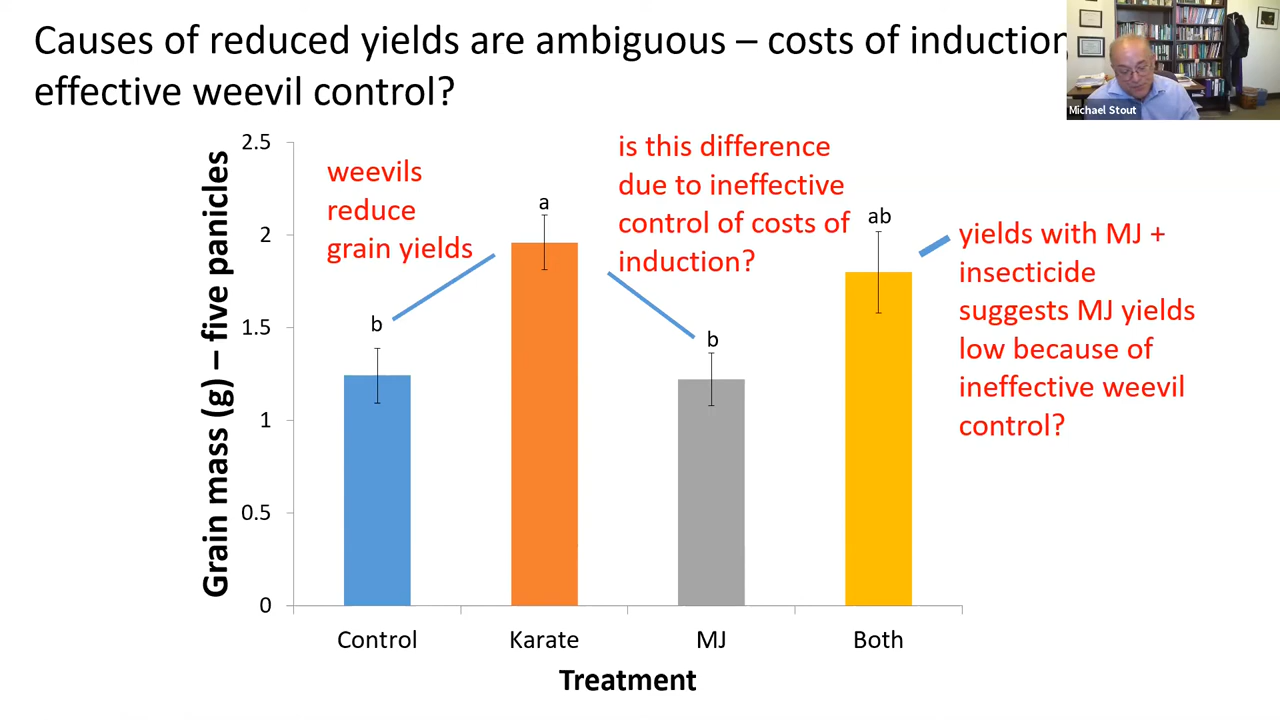 Causes of reduced yields are ambiguous – costs of induction
effective weevil control?
Michael Stout
weevils
reduce
grain yields
is this difference
due to ineffective
control of costs of
induction?
yields with MJ +
insecticide
suggests MJ yields
low because of
ineffective weevil
control?
Grain mass (g) – five panicles
2.5
2
1.5
1
0.5
0
b
a
b
ab
Control
Karate
MJ
Both
Treatment